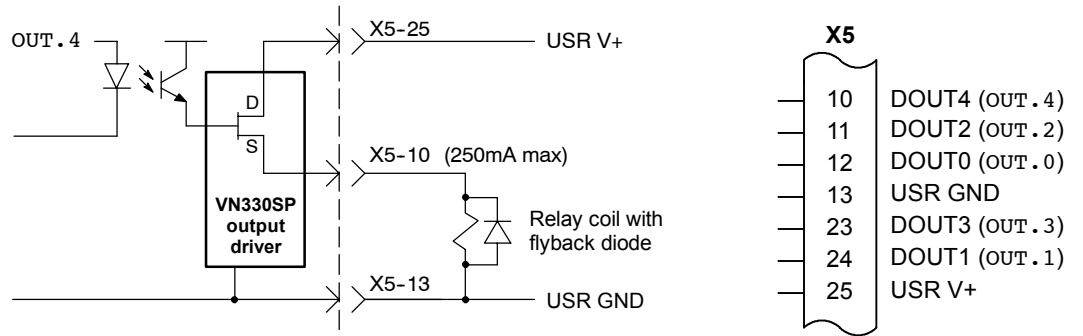 OUT.4
X5-25
USR V+
D
S
X5-10 (250mA max)
VN330SP
output
driver
Relay coil with
flyback diode
X5-13
USR GND
X5
10 DOUT4 (OUT.4)
11 DOUT2 (OUT.2)
12 DOUT0 (OUT.0)
13 USR GND
23 DOUT3 (OUT.3)
24 DOUT1 (OUT.1)
25 USR V+